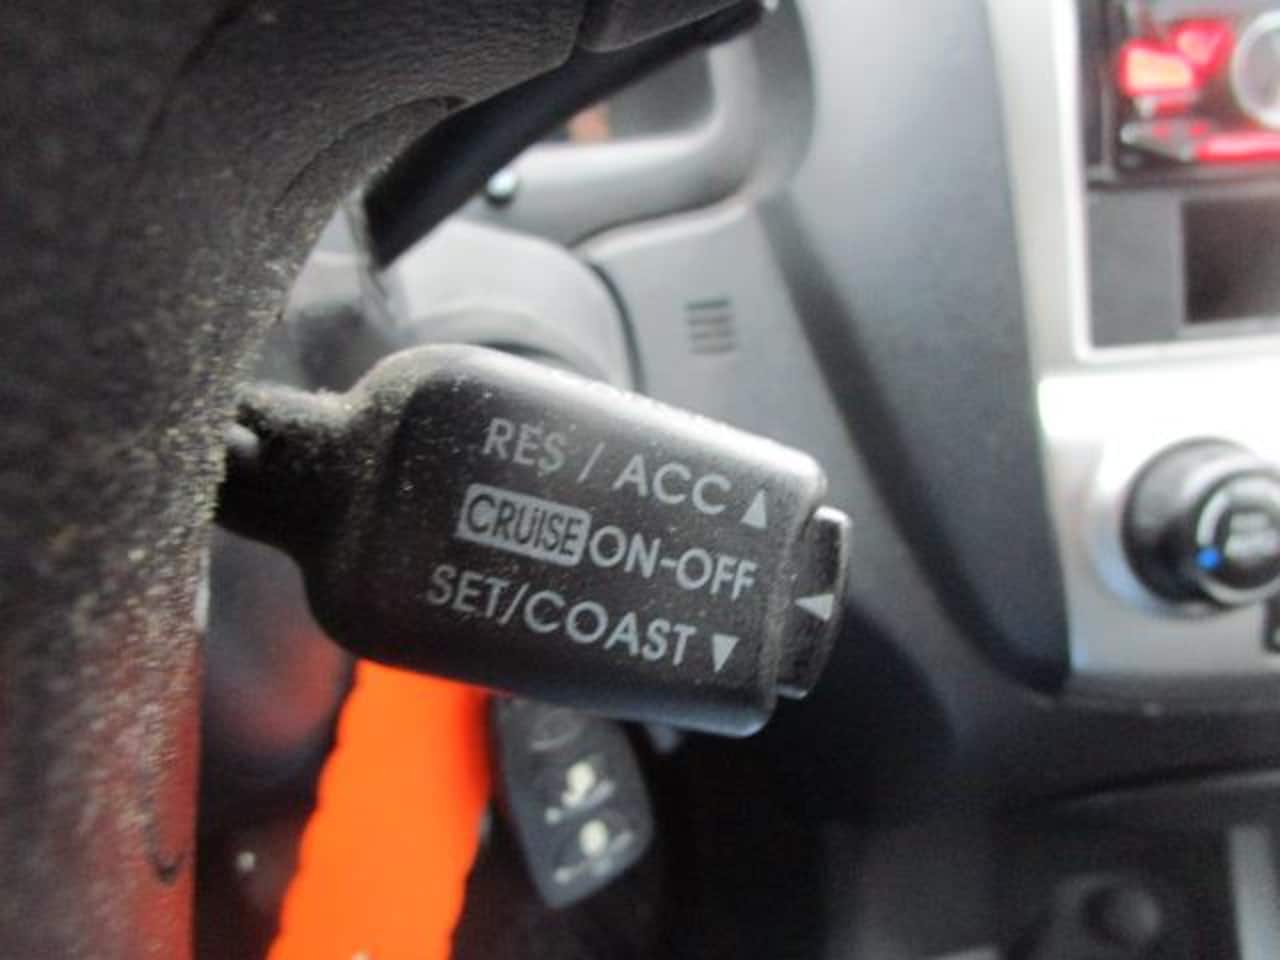 RES / ACC ▲
CRUISE ON-OFF
SET/COAST ▼